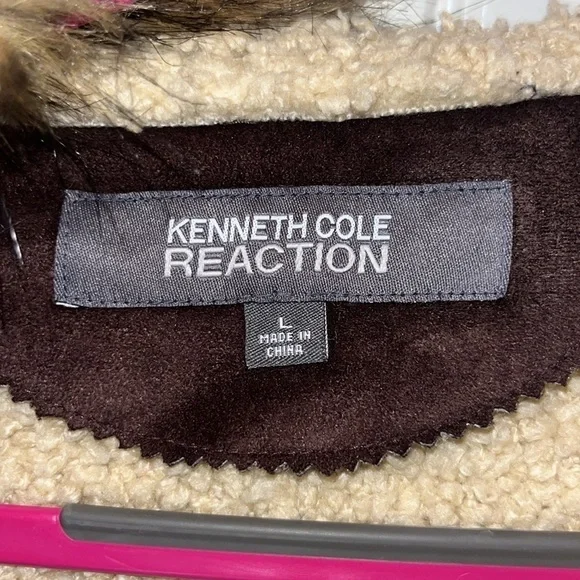 KENNETH COLE
REACTION
L
MADE IN
CHINA